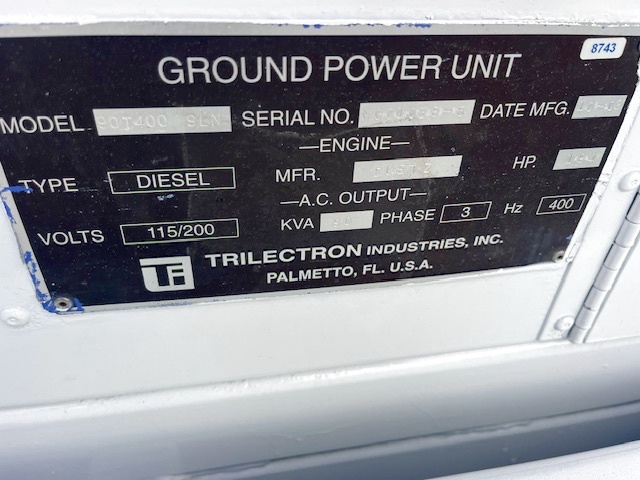 8743
GROUND POWER UNIT
MODEL SERIAL NO. DATE MFG.
—ENGINE—
TYPE DIESEL MFR. HP.
—A.C. OUTPUT—
VOLTS 115/200 KVA PHASE 3 Hz 400
TRILECTRON INDUSTRIES, INC.
PALMETTO, FL. U.S.A.